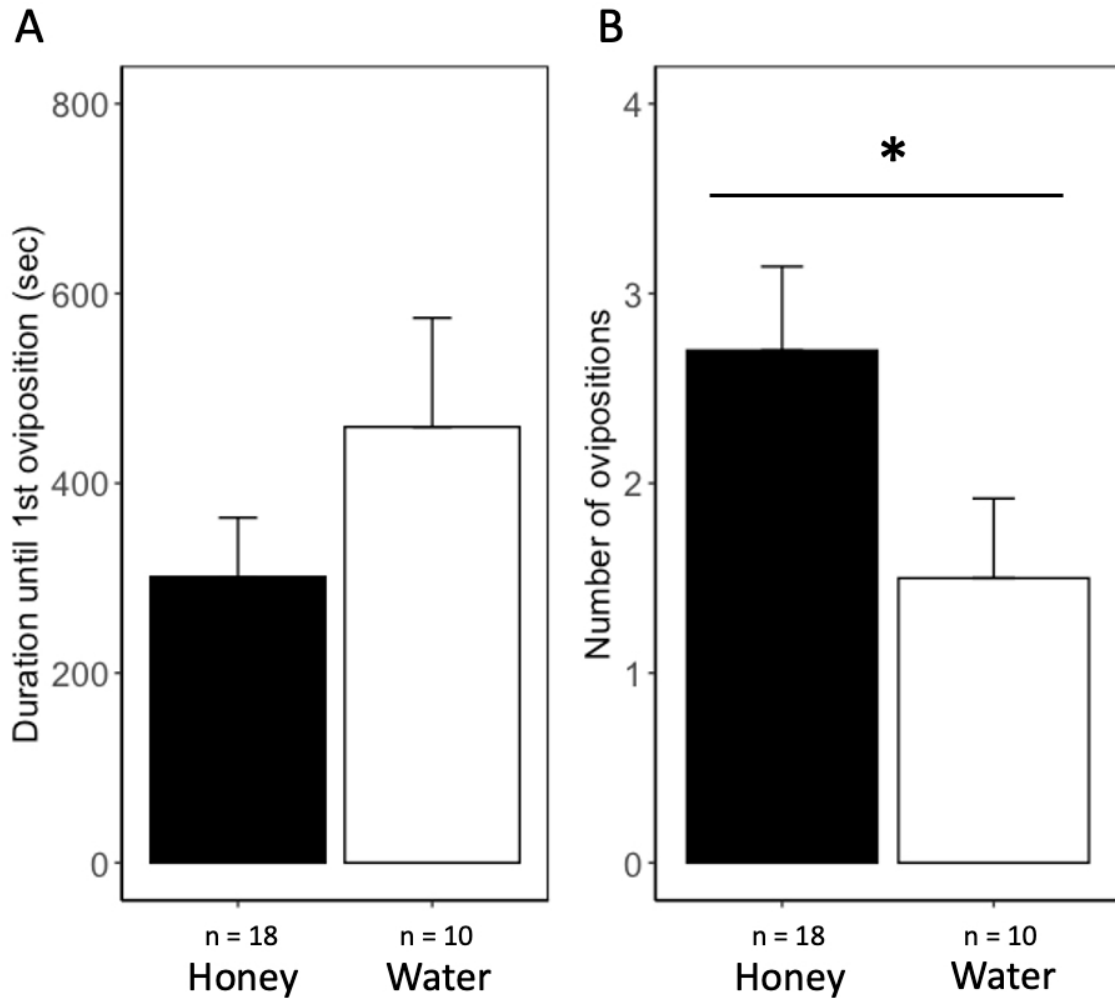 A
Duration until 1st oviposition (sec)
800
600
400
200
0
n = 18
n = 10
Honey
Water
B
Number of ovipositions
4
3
2
1
0
*
n = 18
n = 10
Honey
Water